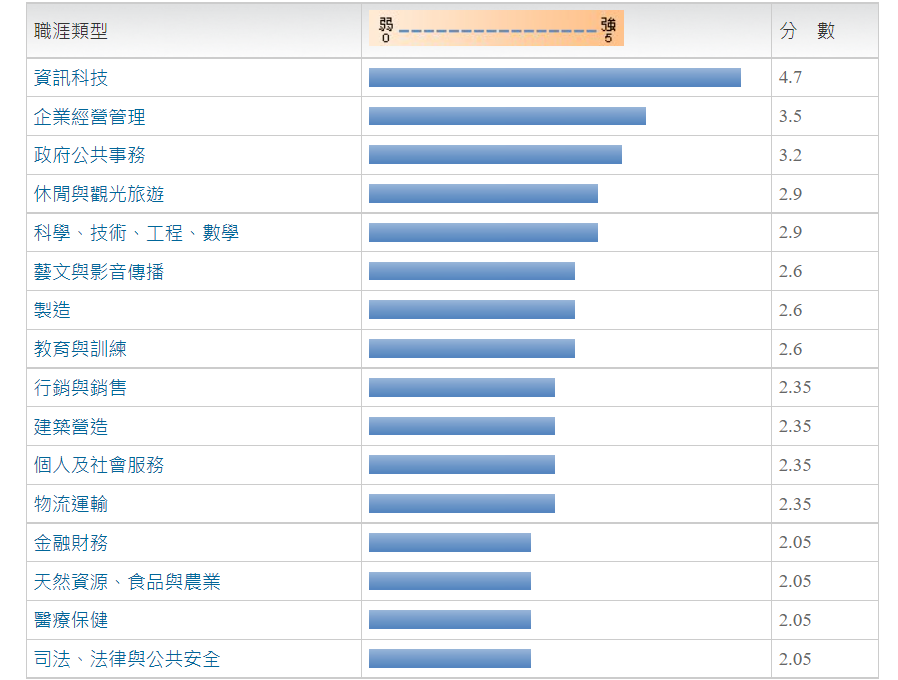 職涯類型
弱 強
0 5
分 數
資訊科技 4.7
企業經營管理 3.5
政府公共事務 3.2
休閒與觀光旅遊 2.9
科學、技術、工程、數學 2.9
藝文與影音傳播 2.6
製造 2.6
教育與訓練 2.6
行銷與銷售 2.35
建築營造 2.35
個人及社會服務 2.35
物流運輸 2.35
金融財務 2.05
天然資源、食品與農業 2.05
醫療保健 2.05
司法、法律與公共安全 2.05